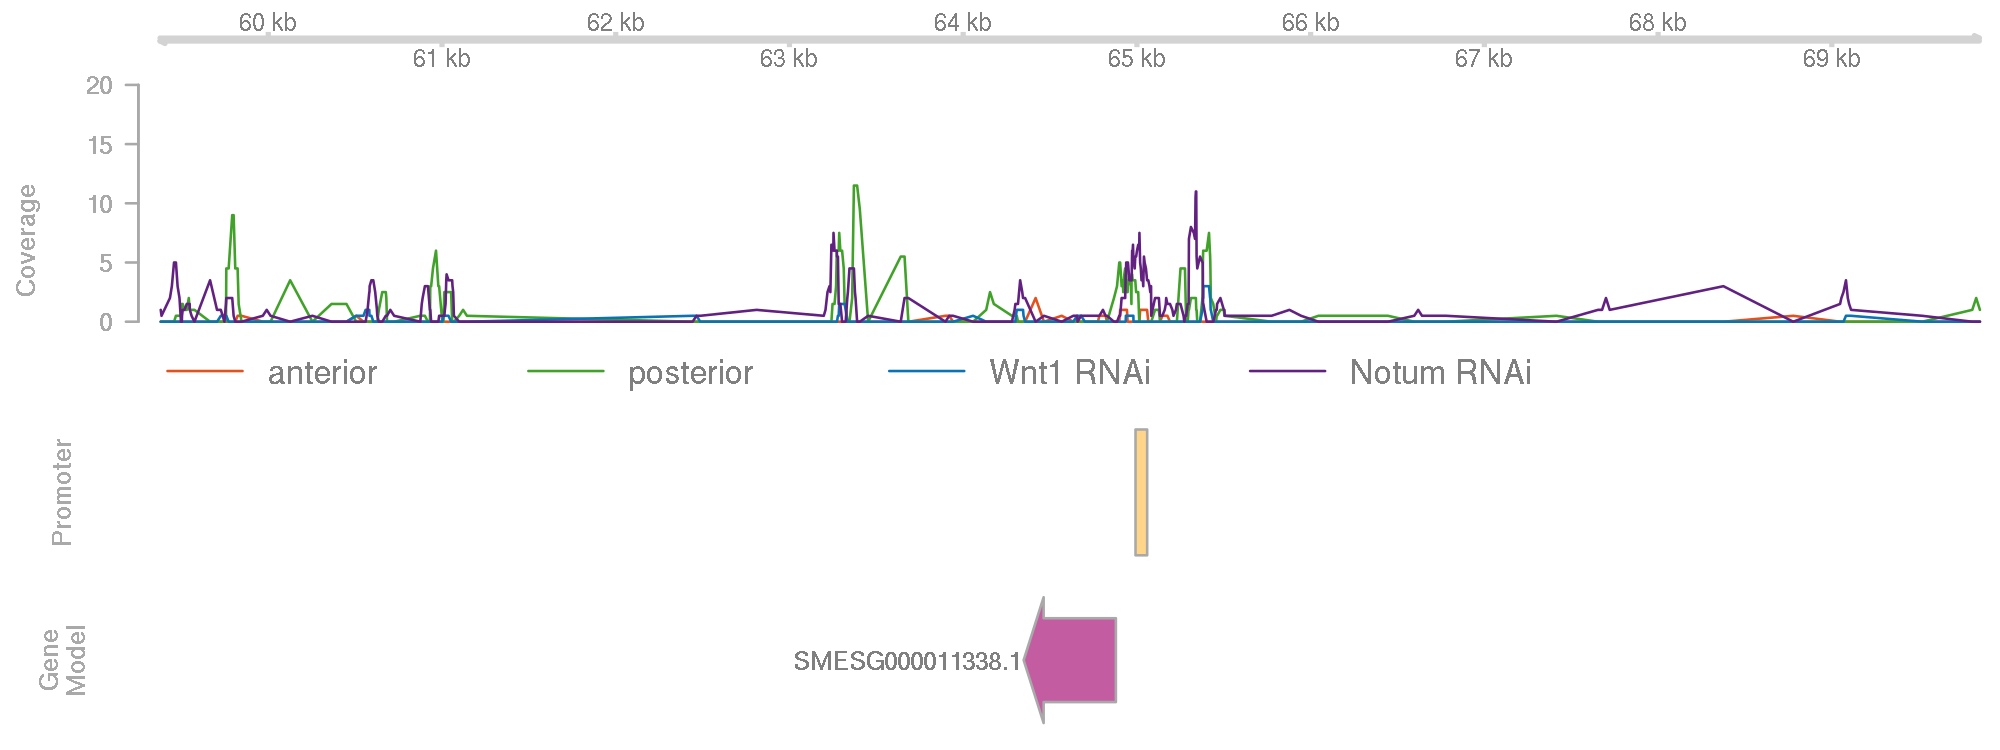 60 kb 62 kb 64 kb 66 kb 68 kb
61 kb 63 kb 65 kb 67 kb 69 kb
20
15
10
5
0
Coverage
anterior posterior Wnt1 RNAi Notum RNAi
Promoter
Gene
Model
SMESG000011338.1